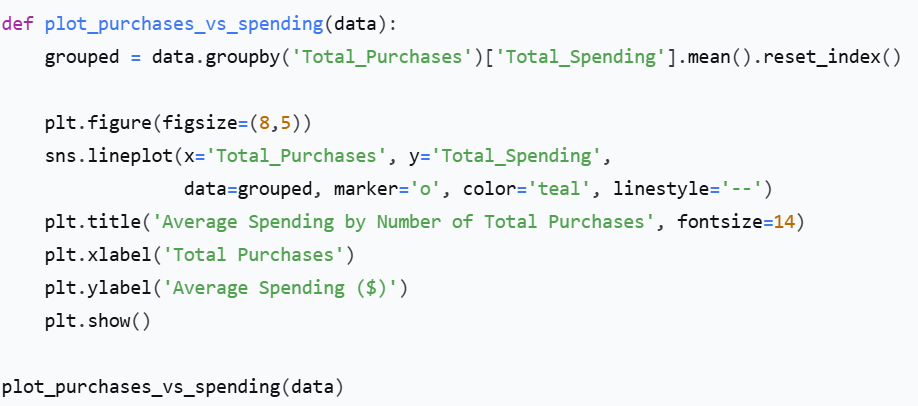 def plot_purchases_vs_spending(data):
    grouped = data.groupby('Total_Purchases')['Total_Spending'].mean().reset_index()

    plt.figure(figsize=(8,5))
    sns.lineplot(x='Total_Purchases', y='Total_Spending',
                 data=grouped, marker='o', color='teal', linestyle='--')
    plt.title('Average Spending by Number of Total Purchases', fontsize=14)
    plt.xlabel('Total Purchases')
    plt.ylabel('Average Spending ($)')
    plt.show()

plot_purchases_vs_spending(data)